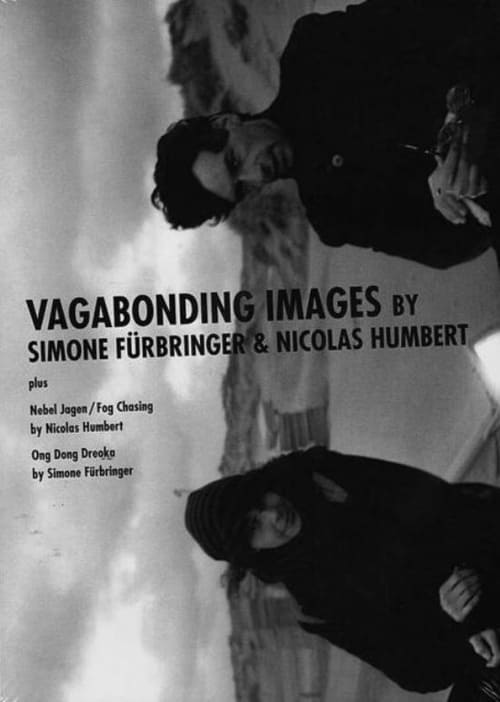 VAGABONDING IMAGES BY
SIMONE FÜRBRINGER & NICOLAS HUMBERT
plus
Nebel Jagen / Fog Chasing
by Nicolas Humbert
Ong Dong Dreoka
by Simone Fürbringer